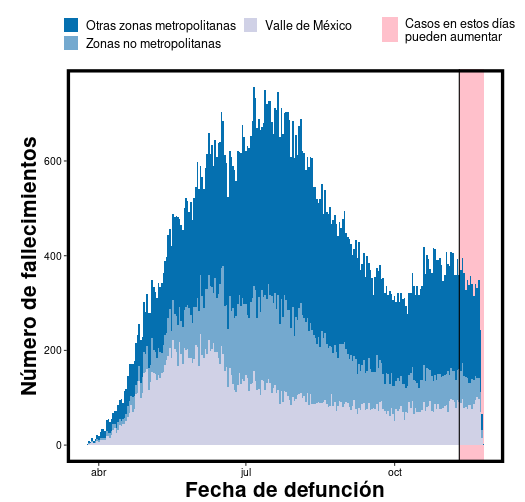 Otras zonas metropolitanas
Valle de México
Casos en estos días
pueden aumentar
Zonas no metropolitanas
Número de fallecimientos
600
400
200
0
abr
jul
oct
Fecha de defunción